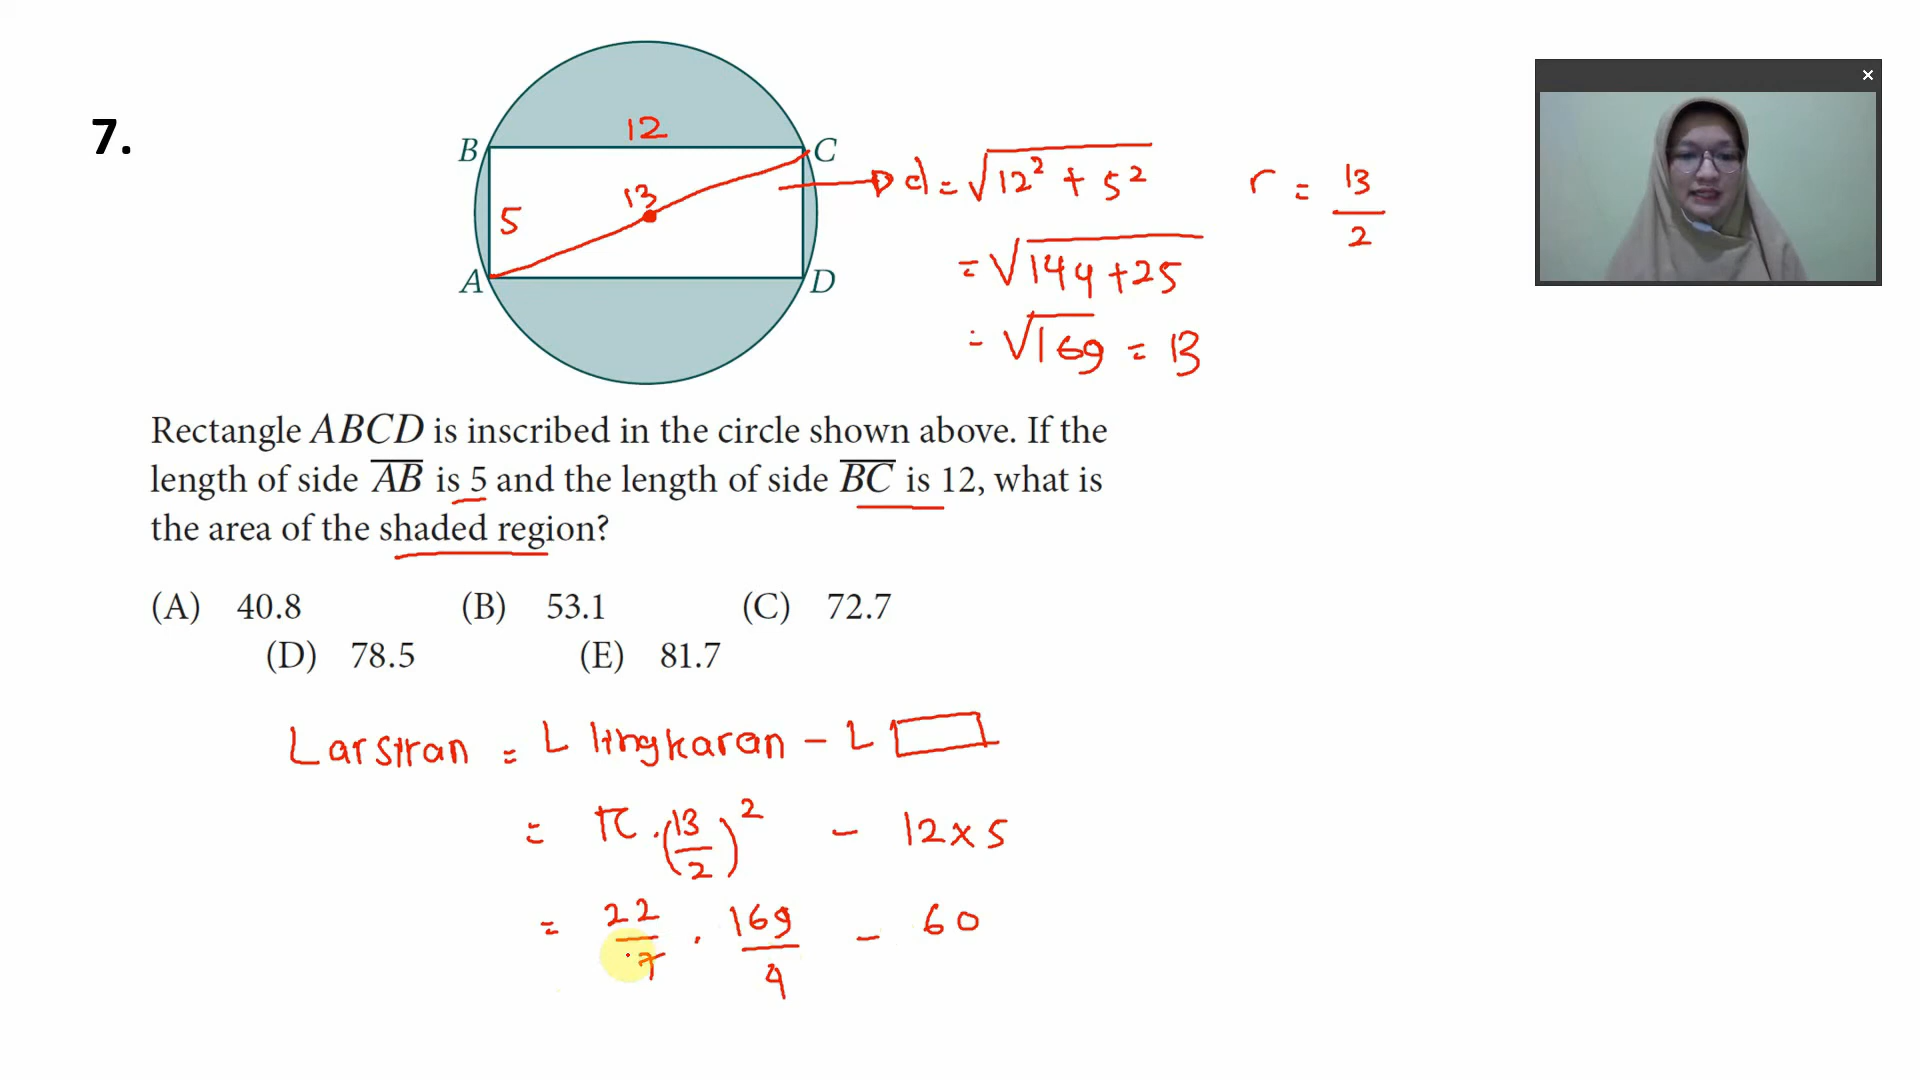 7.
B
12
C
13
5
A
D
d = √12² + 5²
= √144 + 25
= √169 = 13
r = 13/2
×
Rectangle ABCD is inscribed in the circle shown above. If the
length of side AB is 5 and the length of side BC is 12, what is
the area of the shaded region?
(A) 40.8 (B) 53.1 (C) 72.7
(D) 78.5 (E) 81.7
L arsiran = L lingkaran - L
= π · (13/2)² - 12 × 5
= 22/7 · 169/4 - 60